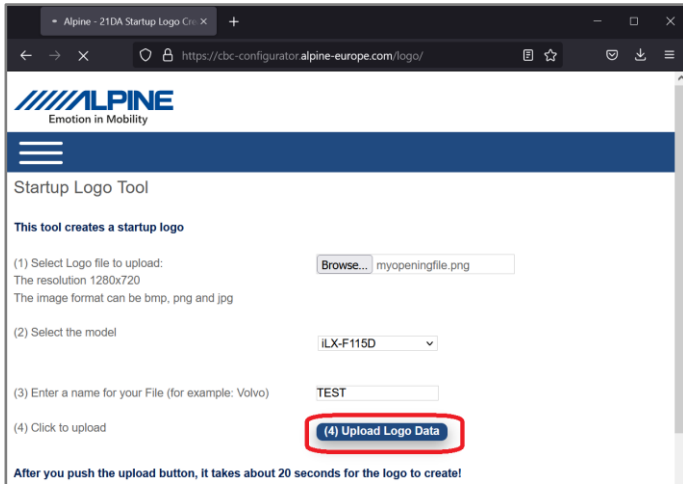 Alpine - 21DA Startup Logo Cre
https://cbc-configurator.alpine-europe.com/logo/
ALPINE
Emotion in Mobility
Startup Logo Tool
This tool creates a startup logo
(1) Select Logo file to upload:
Browse... myopeningfile.png
The resolution 1280x720
The image format can be bmp, png and jpg
(2) Select the model
iLX-F115D
(3) Enter a name for your File (for example: Volvo)
TEST
(4) Click to upload
(4) Upload Logo Data
After you push the upload button, it takes about 20 seconds for the logo to create!